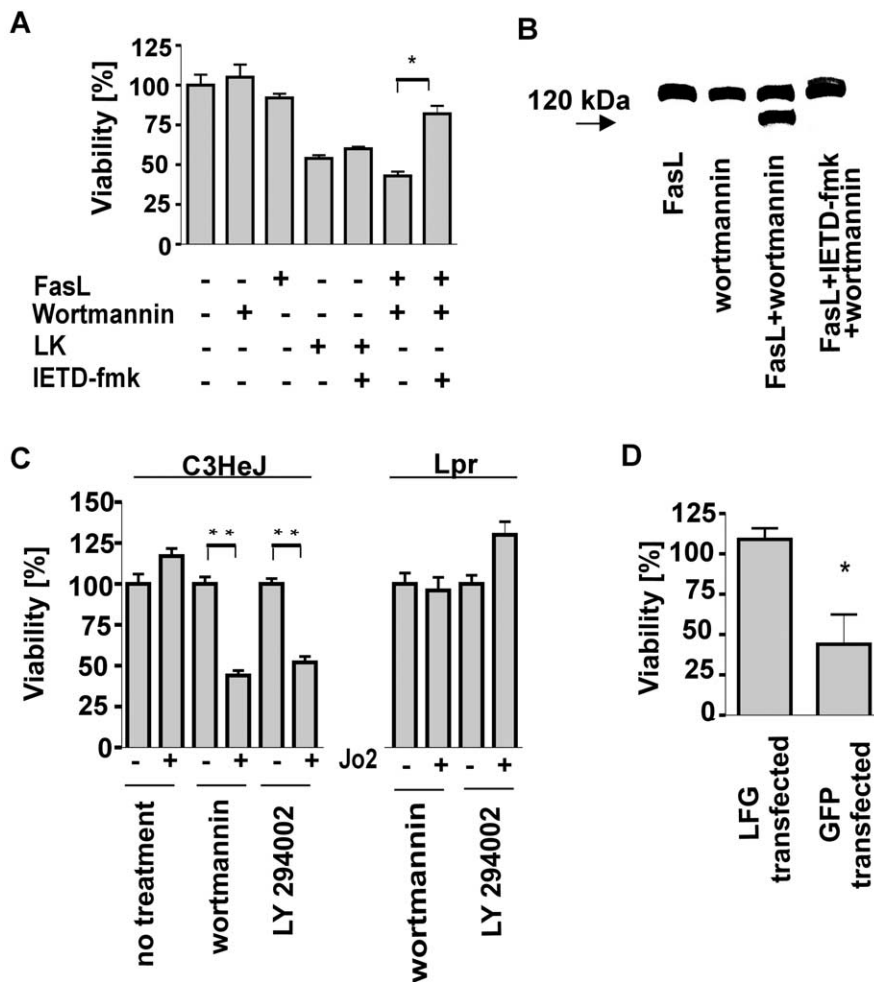 A
Viability [%]
125
100
75
50
25
0
*
FasL - - + - - + +
Wortmannin - + - - - + +
LK - - - + + - -
IETD-fmk - - - - + - +
B
120 kDa
FasL
wortmannin
FasL+wortmannin
FasL+IETD-fmk
+wortmannin
C
C3HeJ
Viability [%]
150
125
100
75
50
25
0
* *
* *
- + - + - +
no treatment
wortmannin
LY 294002
Lpr
Jo2 - + - +
wortmannin
LY 294002
D
Viability [%]
125
100
75
50
25
0
*
LFG
transfected
GFP
transfected